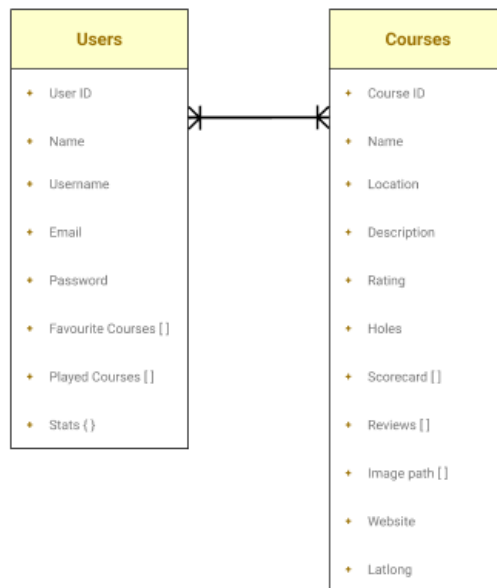 Users
User ID
Name
Username
Email
Password
Favourite Courses [ ]
Played Courses [ ]
Stats { }
Courses
Course ID
Name
Location
Description
Rating
Holes
Scorecard [ ]
Reviews [ ]
Image path [ ]
Website
Latlong